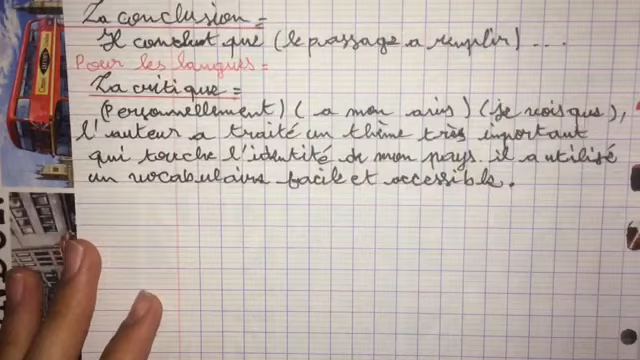 La conclusion =
Il conclut que (le passage a remplir) ...
Pour les langues =
La critique =
(Personnellement) (a mon avis) (je vois que),
l'auteur a traité un thème très important
qui touche l'identité de mon pays. il a utilisé
un vocabulaire facile et accessible.